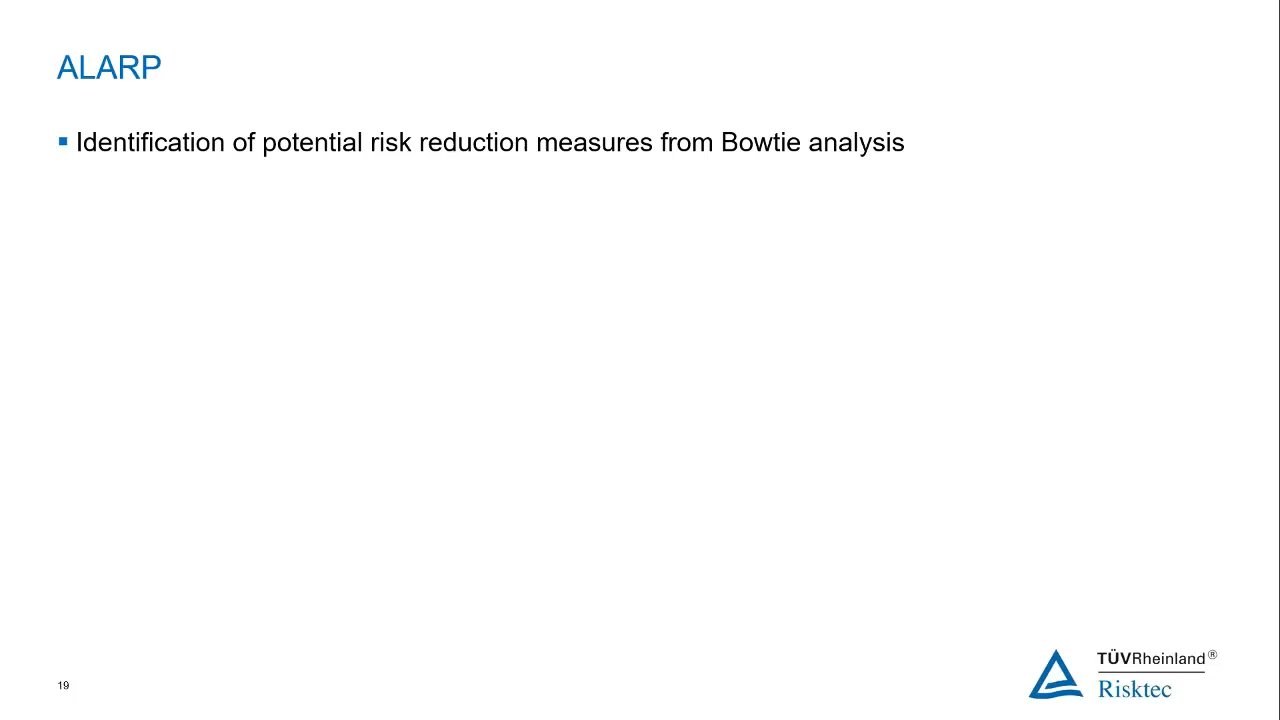 ALARP
▪ Identification of potential risk reduction measures from Bowtie analysis
19
TÜVRheinland®
Risktec